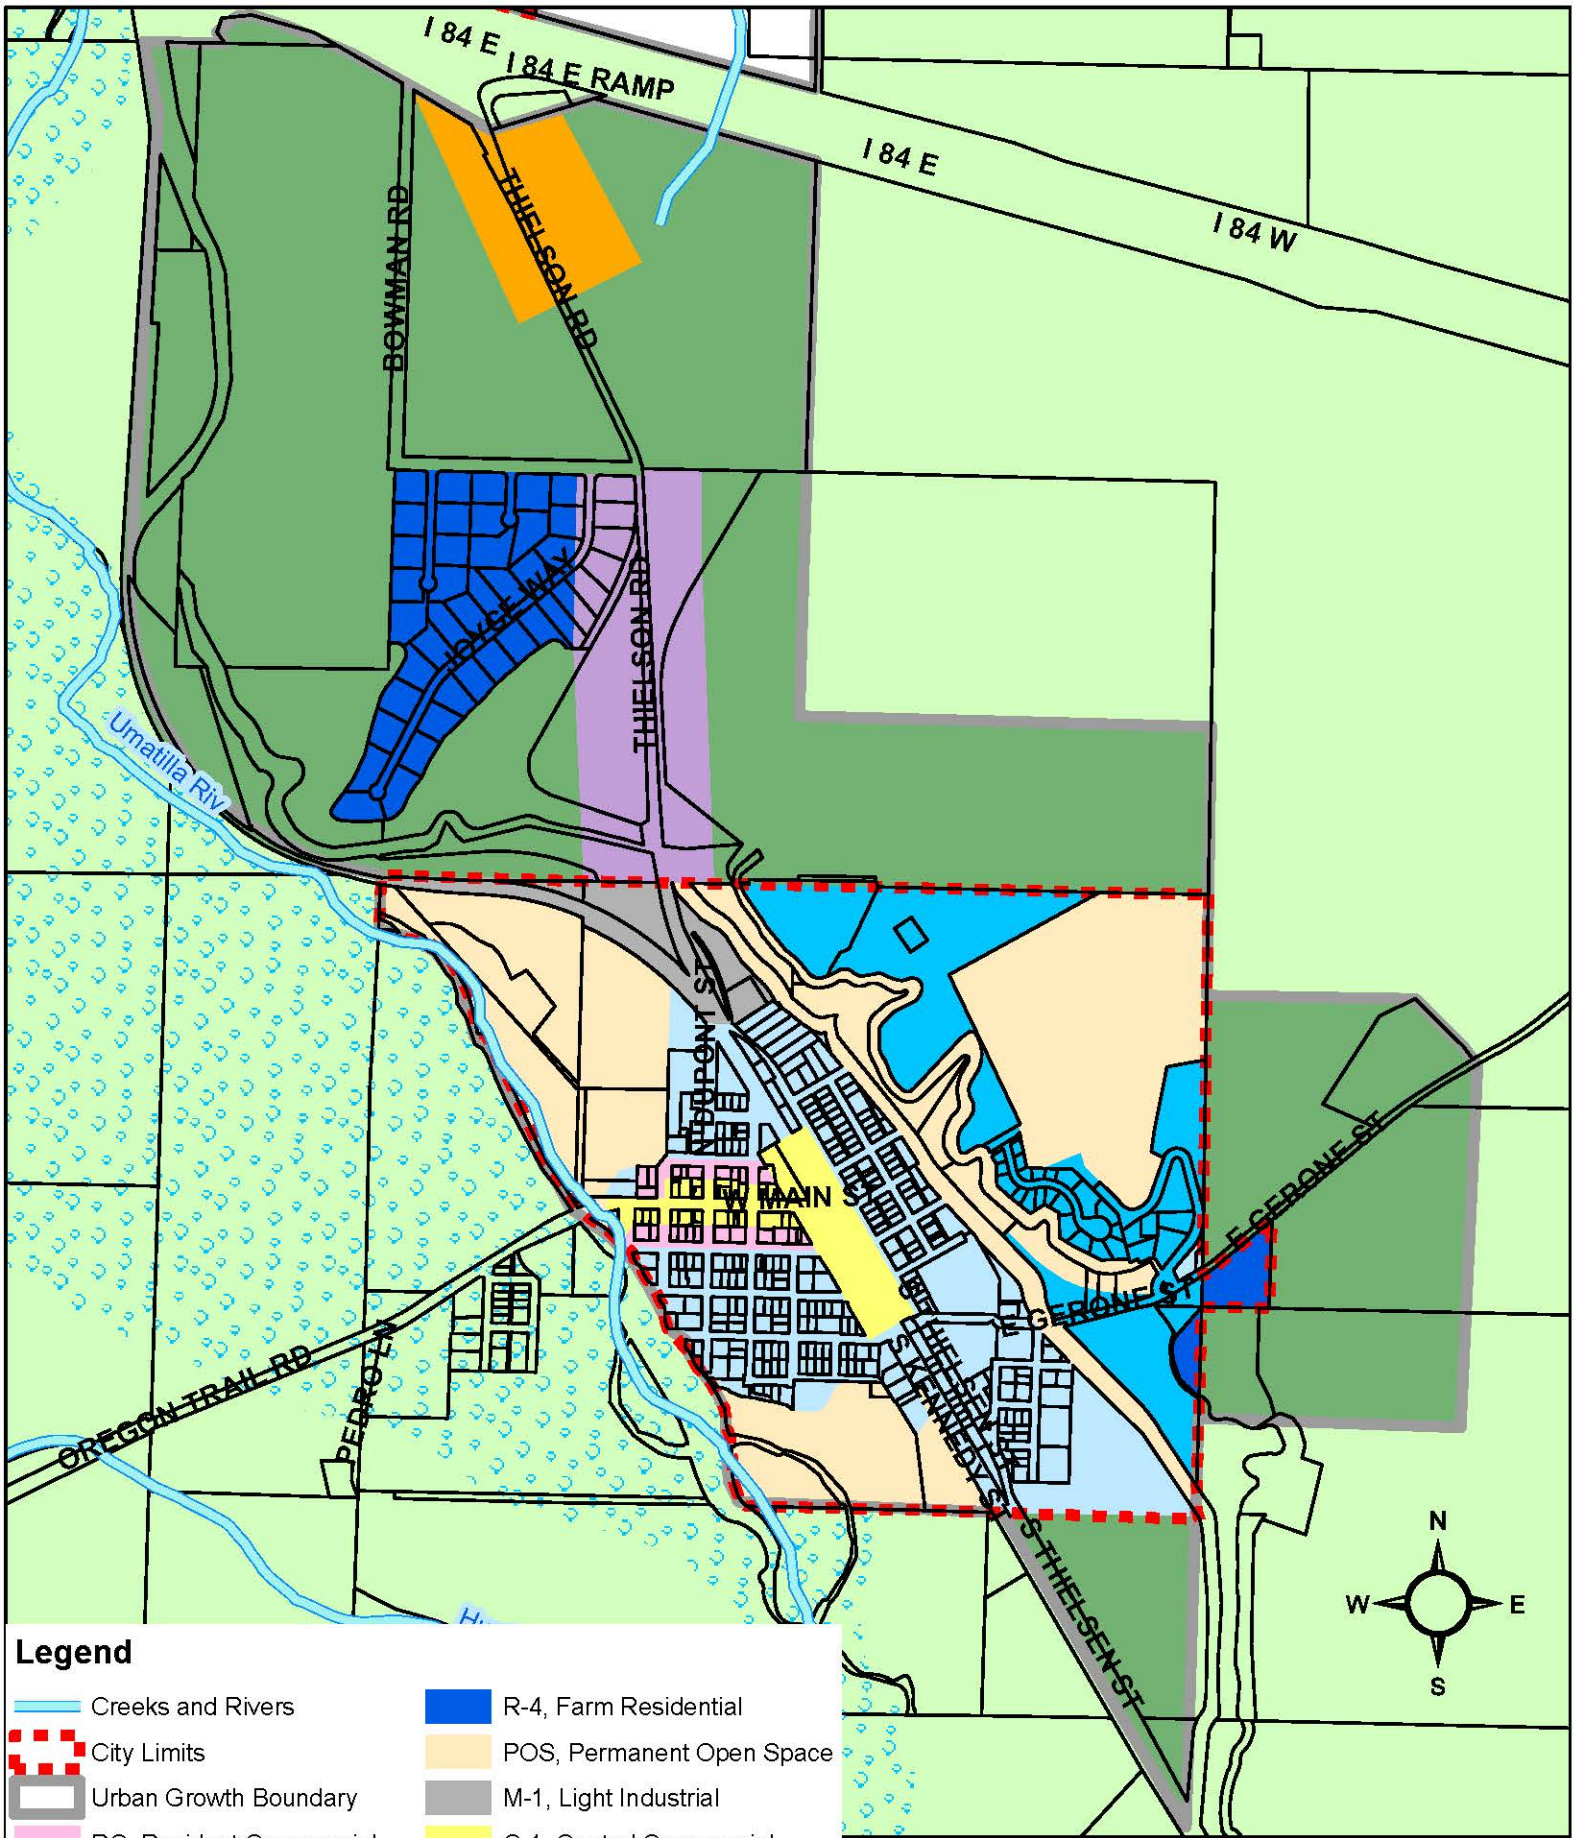 I 84 E
I 84 E RAMP
I 84 E
I 84 W
BOWMAN RD
THIELSON RD
JOYCE WAY
THIELSON RD
Umatilla Riv
N DUPONT ST
W MAIN S
E GERONE ST
E GERONE ST
OREGON TRAIL RD
PEDRO LN
S KENNEDY ST
S THIELSEN ST
S THIELSEN ST
N
W
E
S
Legend
Creeks and Rivers
City Limits
Urban Growth Boundary
R-4, Farm Residential
POS, Permanent Open Space
M-1, Light Industrial